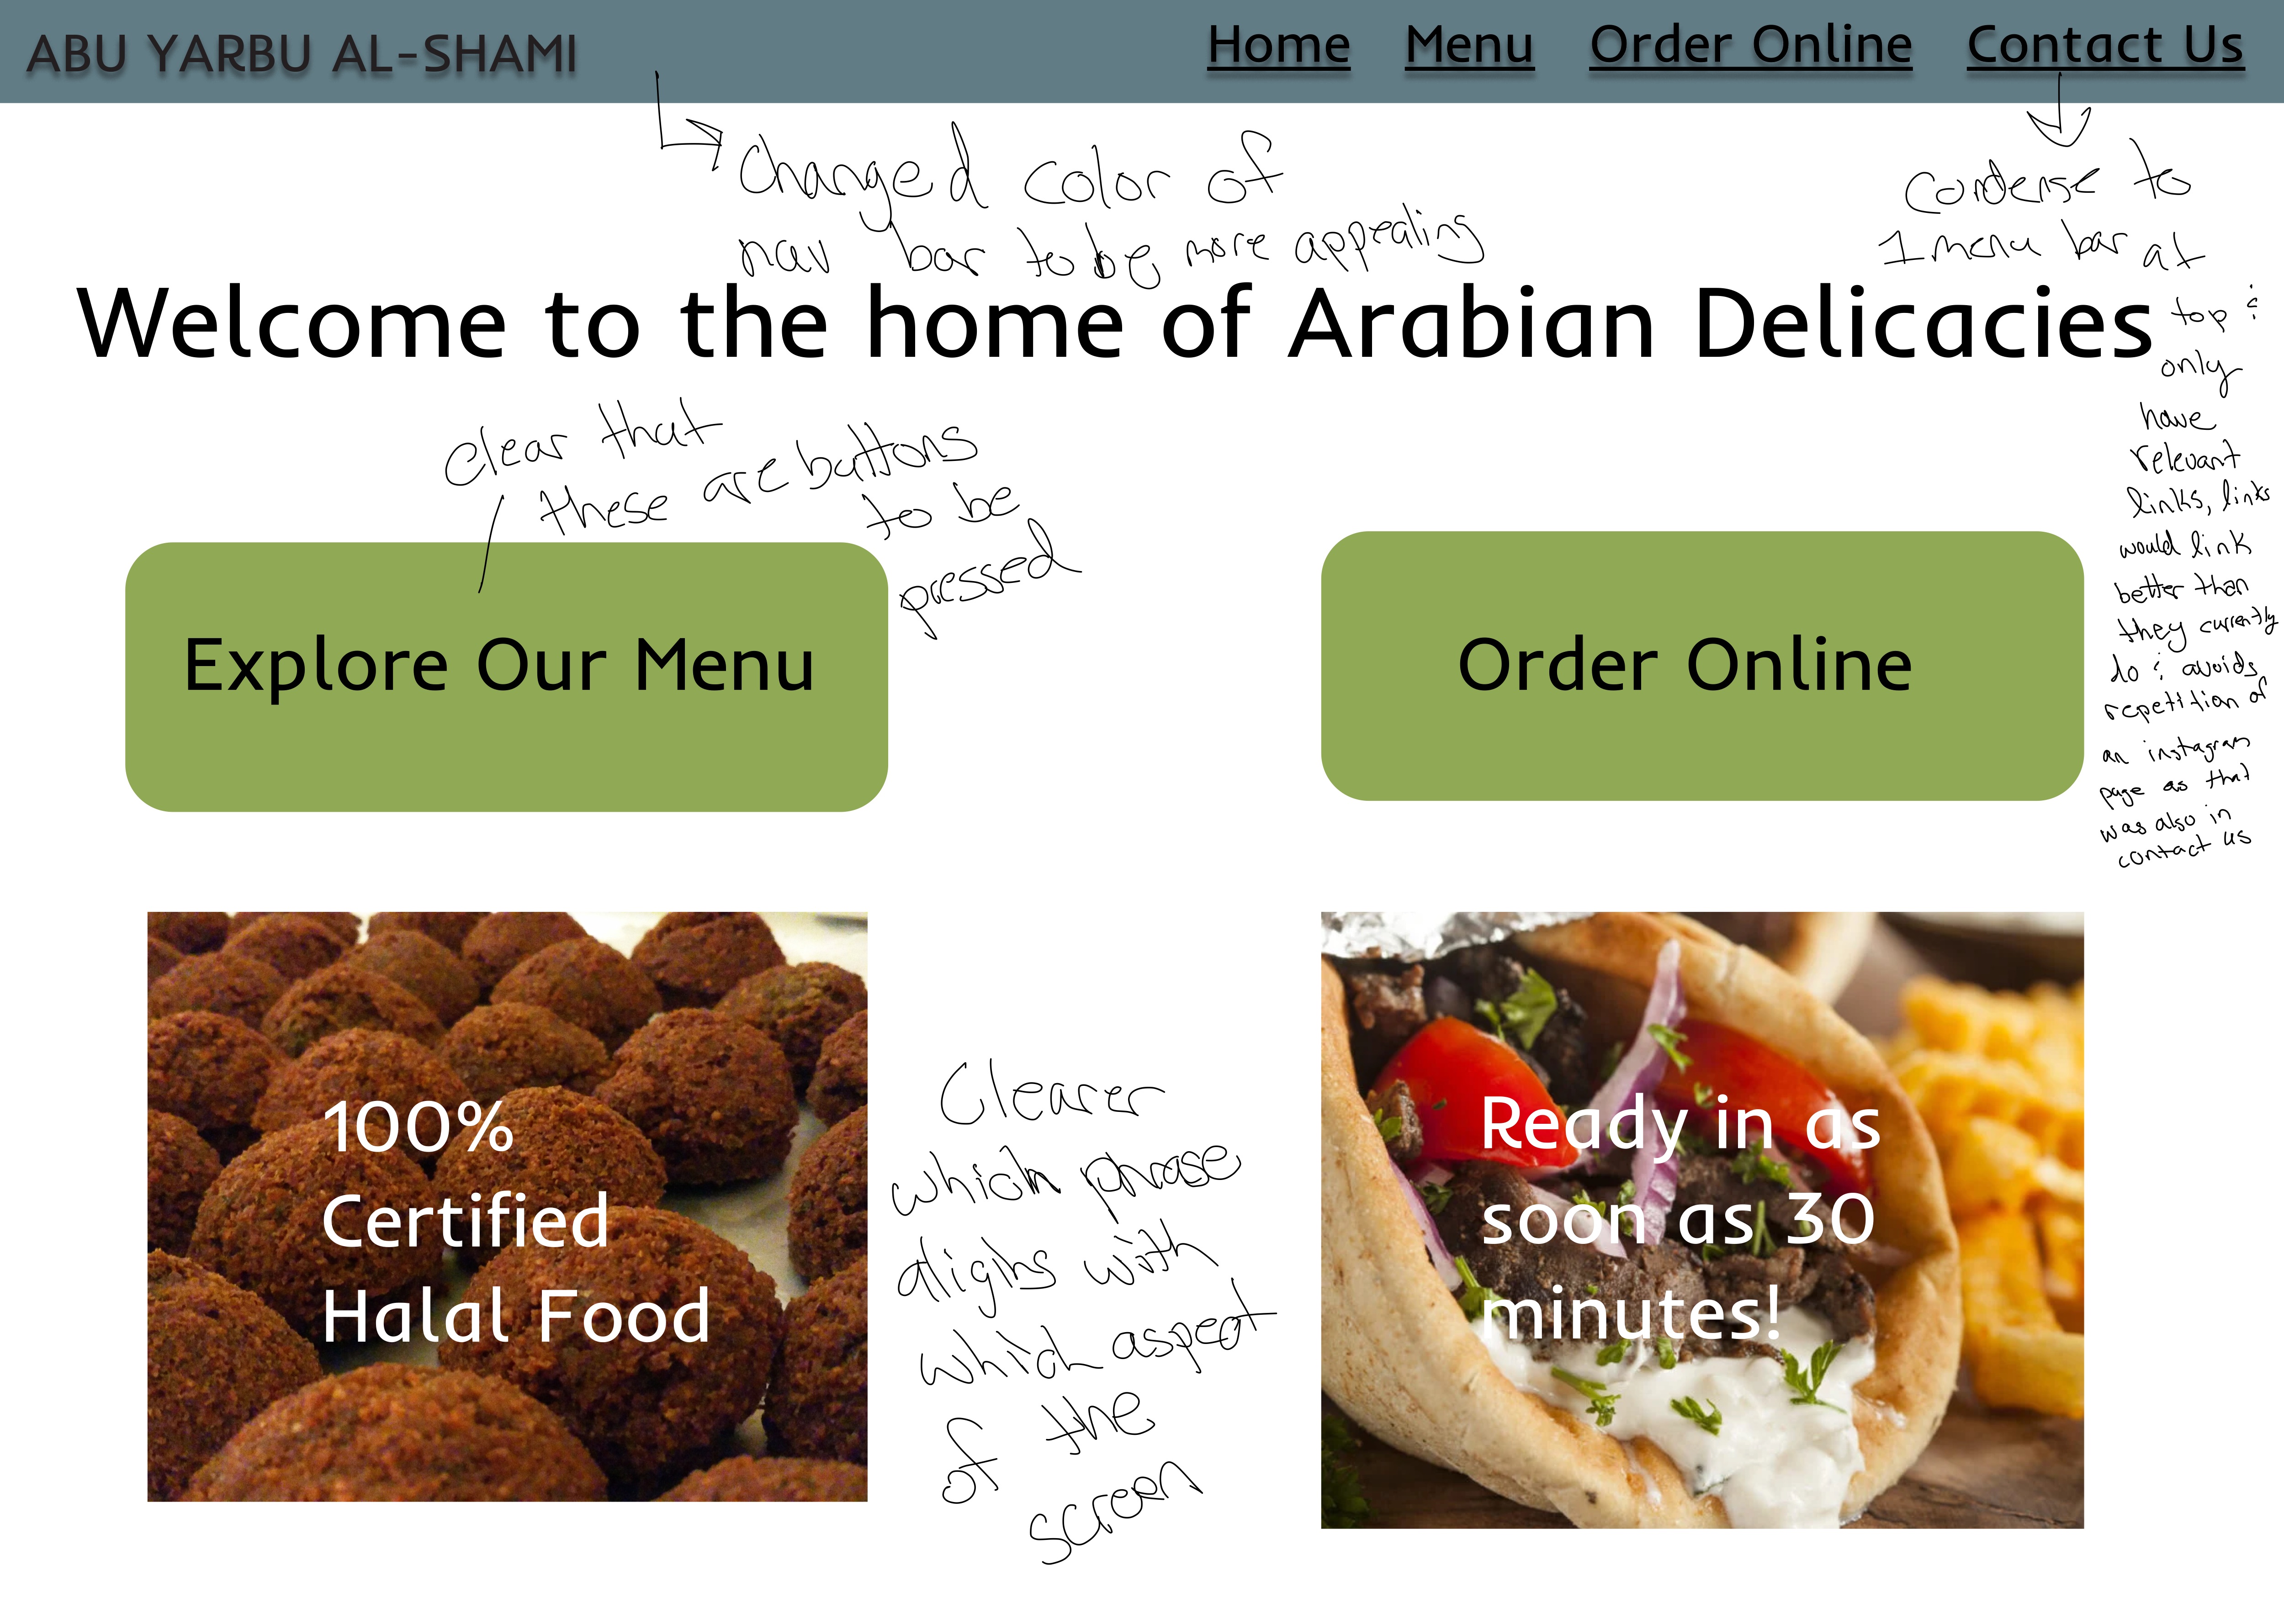 ABU YARBU AL-SHAMI
Home Menu Order Online Contact Us
Changed color of
nav bar to be more appealing
Condense to
1 menu bar at
top &
only
have
relevant
links, links
would link
better than
they currently
do & avoids
repetition of
an instagram
page as that
was also in
contact us
Welcome to the home of Arabian Delicacies
clear that
these are buttons
to be
pressed
Explore Our Menu
Order Online
100%
Certified
Halal Food
Clearer
which phrase
aligns with
which aspect
of the
screen
Ready in as
soon as 30
minutes!